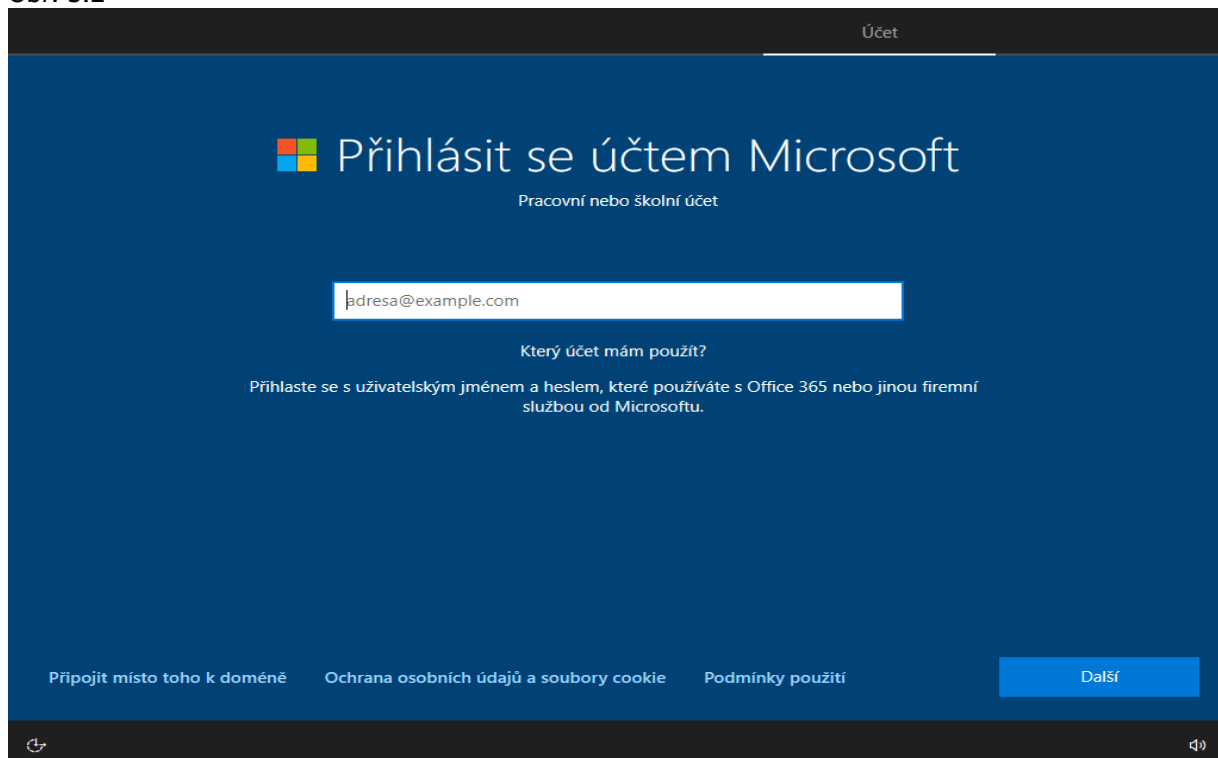 Účet
Přihlásit se účtem Microsoft
Pracovní nebo školní účet
adresa@example.com
Který účet mám použít?
Přihlaste se s uživatelským jménem a heslem, které používáte s Office 365 nebo jinou firemní
službou od Microsoftu.
Připojit místo toho k doméně Ochrana osobních údajů a soubory cookie Podmínky použití Další